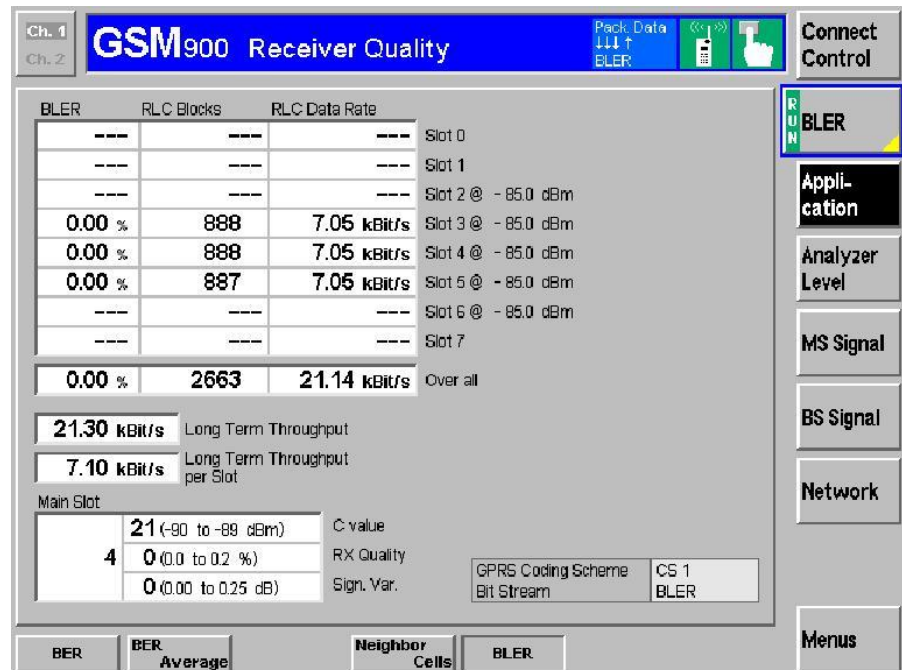 Ch. 1
Ch. 2
GSM900 Receiver Quality
Pack. Data
↓↓↓ ↑
BLER
Connect
Control
BLER RLC Blocks RLC Data Rate
--- --- --- Slot 0
--- --- --- Slot 1
--- --- --- Slot 2 @ - 85.0 dBm
0.00 % 888 7.05 kBit/s Slot 3 @ - 85.0 dBm
0.00 % 888 7.05 kBit/s Slot 4 @ - 85.0 dBm
0.00 % 887 7.05 kBit/s Slot 5 @ - 85.0 dBm
--- --- --- Slot 6 @ - 85.0 dBm
--- --- --- Slot 7
0.00 % 2663 21.14 kBit/s Over all
21.30 kBit/s Long Term Throughput
7.10 kBit/s Long Term Throughput
per Slot
Main Slot
4
21 (-90 to -89 dBm) C value
0 (0.0 to 0.2 %) RX Quality
0 (0.00 to 0.25 dB) Sign. Var.
GPRS Coding Scheme CS 1
Bit Stream BLER
RUN
BLER
Appli-
cation
Analyzer
Level
MS Signal
BS Signal
Network
Menus
BER
BER
Average
Neighbor
Cells
BLER